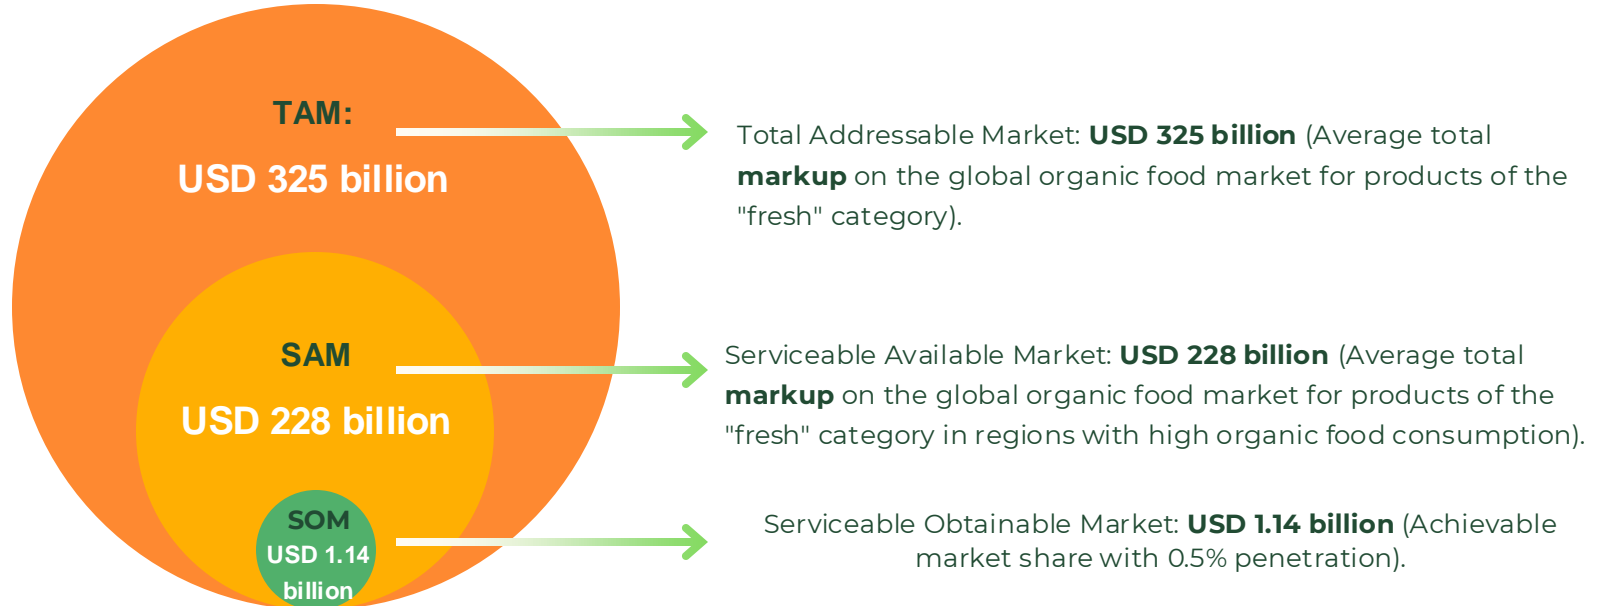 TAM:
USD 325 billion
Total Addressable Market: USD 325 billion (Average total
markup on the global organic food market for products of the
"fresh" category).
SAM
USD 228 billion
Serviceable Available Market: USD 228 billion (Average total
markup on the global organic food market for products of the
"fresh" category in regions with high organic food consumption).
SOM
USD 1.14
billion
Serviceable Obtainable Market: USD 1.14 billion (Achievable
market share with 0.5% penetration).